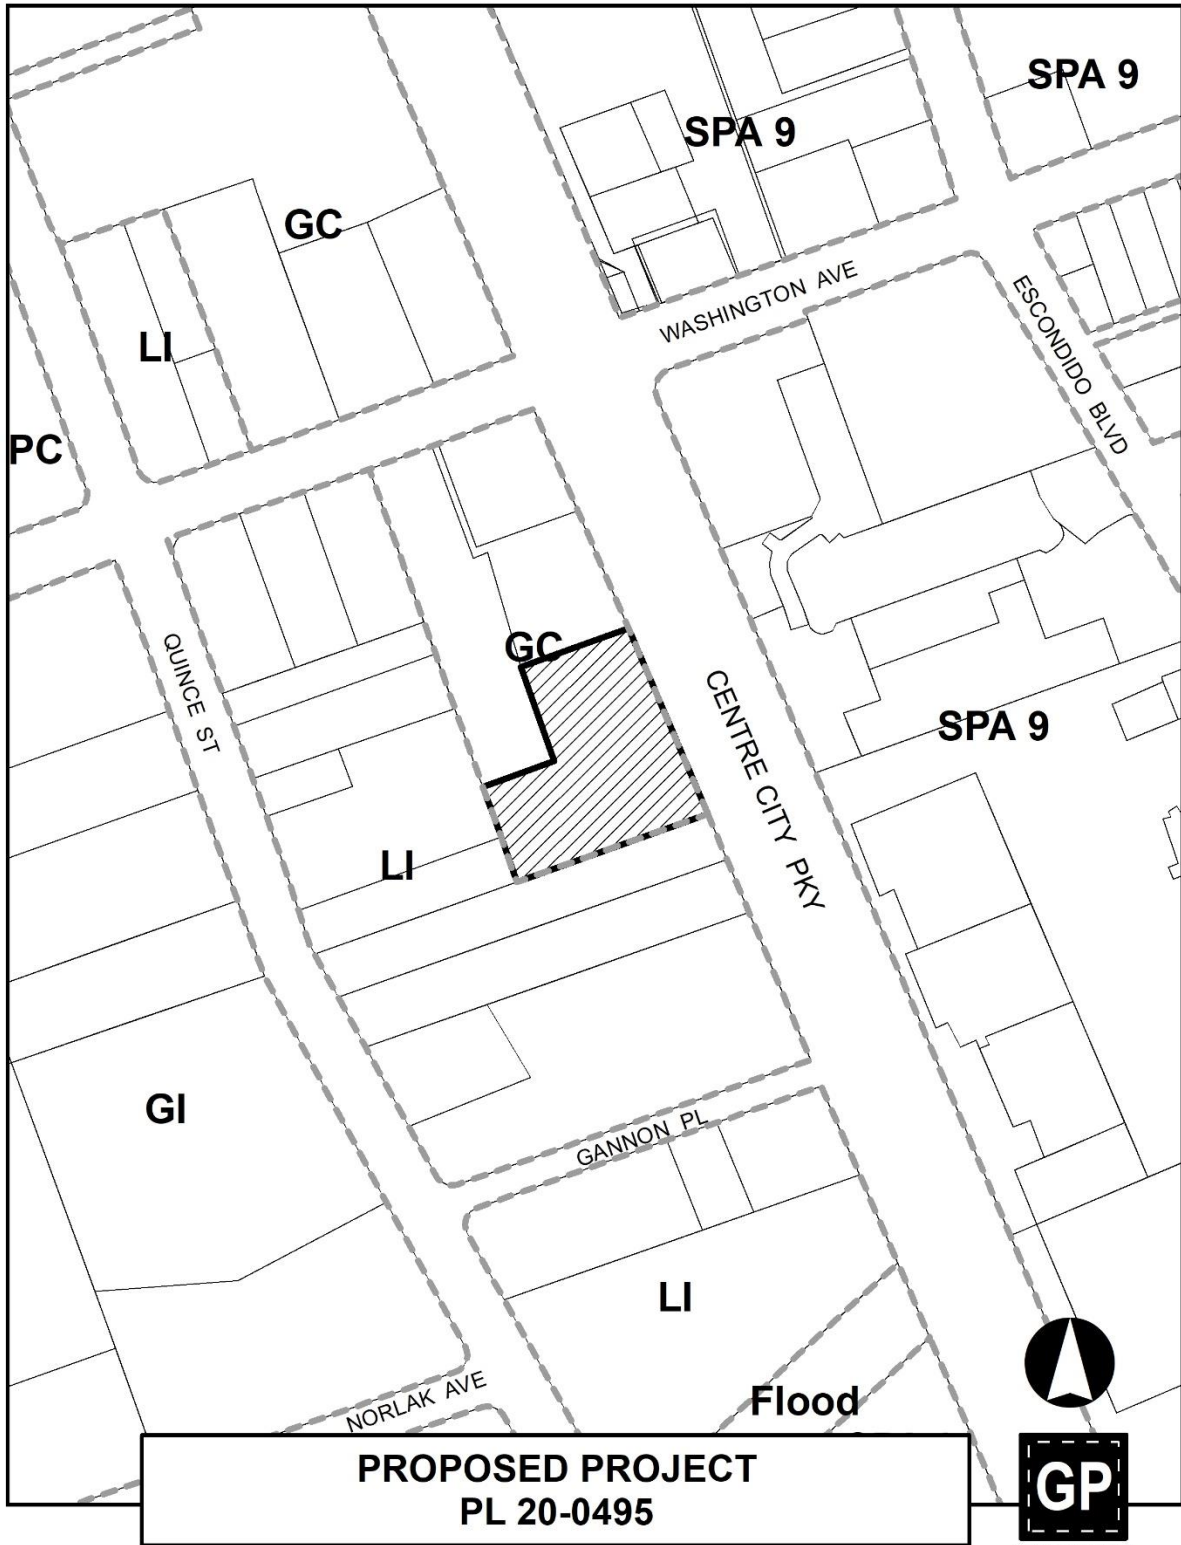 SPA 9
SPA 9
GC
WASHINGTON AVE
ESCONDIDO BLVD
LI
PC
GC
QUINCE ST
CENTRE CITY PKY
SPA 9
LI
GI
GANNON PL
LI
Flood
NORLAK AVE
PROPOSED PROJECT
PL 20-0495
GP